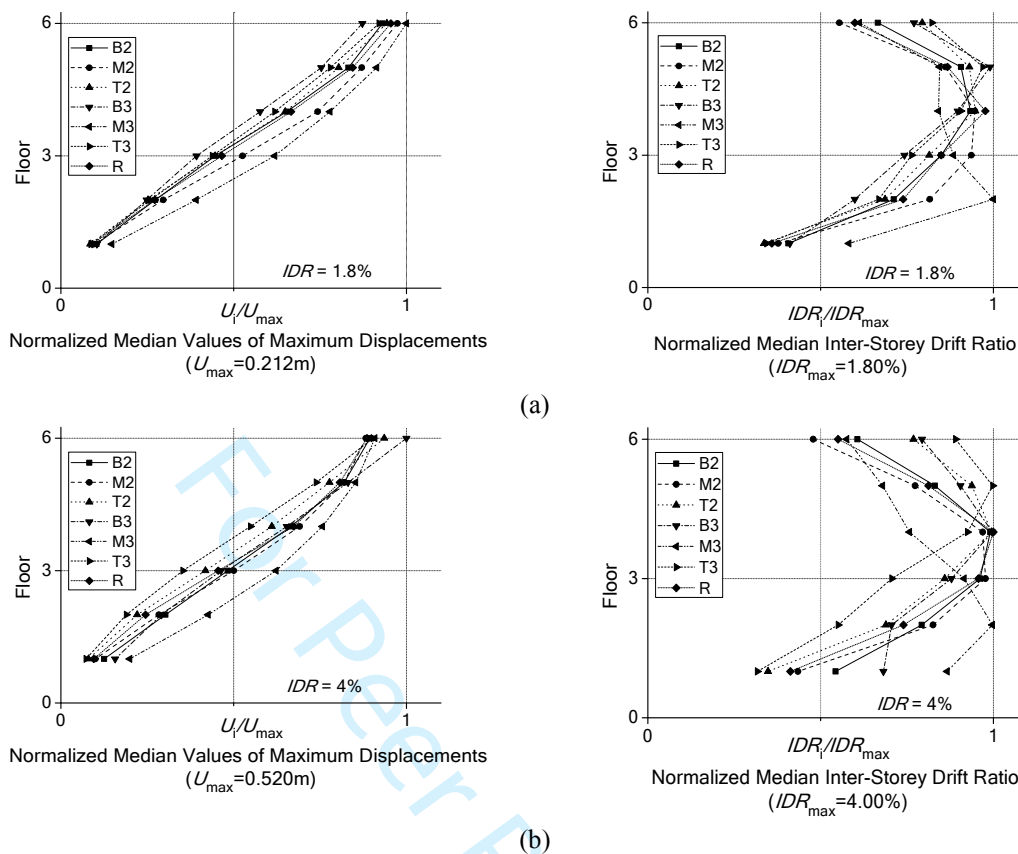 6
3
0
Floor
B2
M2
T2
B3
M3
T3
R
IDR = 1.8%
0
1
Ui/Umax
Normalized Median Values of Maximum Displacements
(Umax=0.212m)
6
3
0
Floor
B2
M2
T2
B3
M3
T3
R
IDR = 1.8%
0
1
IDRi/IDRmax
Normalized Median Inter-Storey Drift Ratio
(IDRmax=1.80%)
(a)
6
3
0
Floor
B2
M2
T2
B3
M3
T3
R
IDR = 4%
0
1
Ui/Umax
Normalized Median Values of Maximum Displacements
(Umax=0.520m)
6
3
0
Floor
B2
M2
T2
B3
M3
T3
R
IDR = 4%
0
1
IDRi/IDRmax
Normalized Median Inter-Storey Drift Ratio
(IDRmax=4.00%)
(b)
For Peer